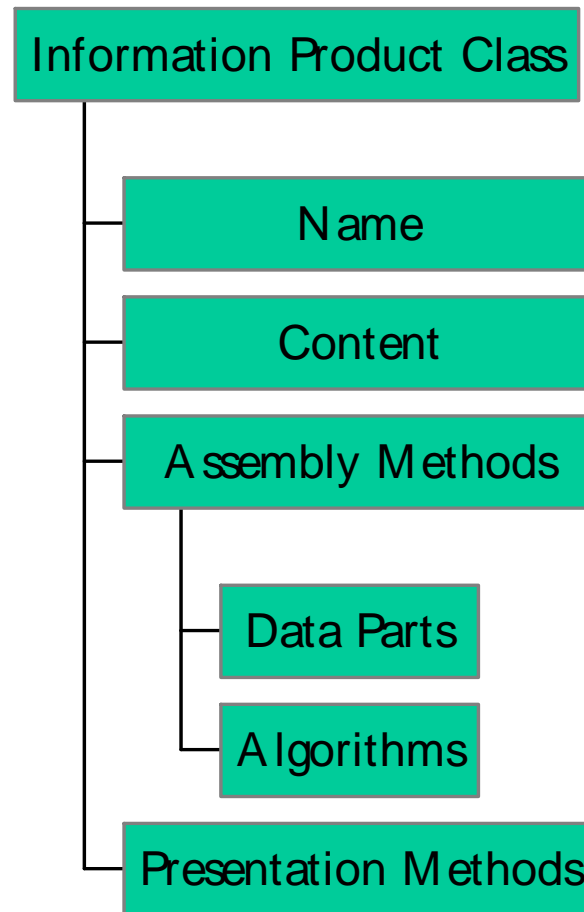 Information Product Class
Name
Content
Assembly Methods
Data Parts
Algorithms
Presentation Methods